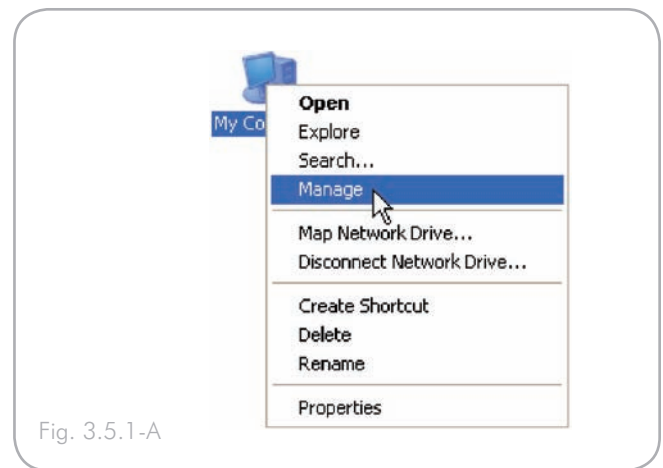 My Co
Open
Explore
Search...
Manage
Map Network Drive...
Disconnect Network Drive...
Create Shortcut
Delete
Rename
Properties
Fig. 3.5.1-A